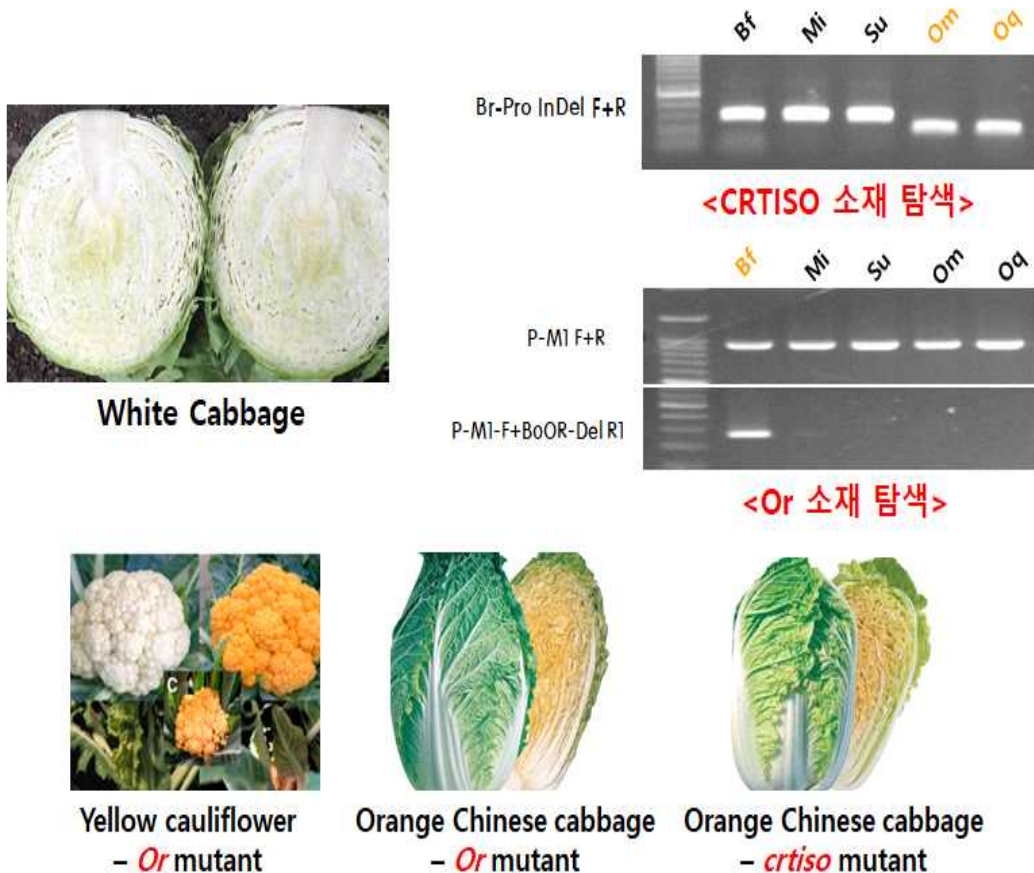 Bf Mi Su Om Oq
Br-Pro InDel F+R
<CRTISO 소재 탐색>
Bf Mi Su Om Oq
P-M1 F+R
P-M1-F+BoOR-Del R1
<Or 소재 탐색>
White Cabbage
C
Yellow cauliflower
– Or mutant
Orange Chinese cabbage
– Or mutant
Orange Chinese cabbage
– crtiso mutant